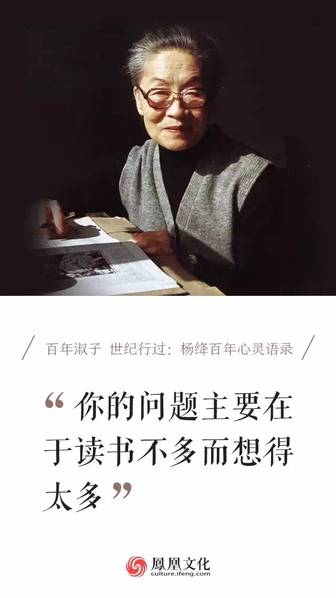 百年淑子 世纪行过：杨绛百年心灵语录
“你的问题主要在
于读书不多而想得
太多”
鳳凰文化
culture.ifeng.com